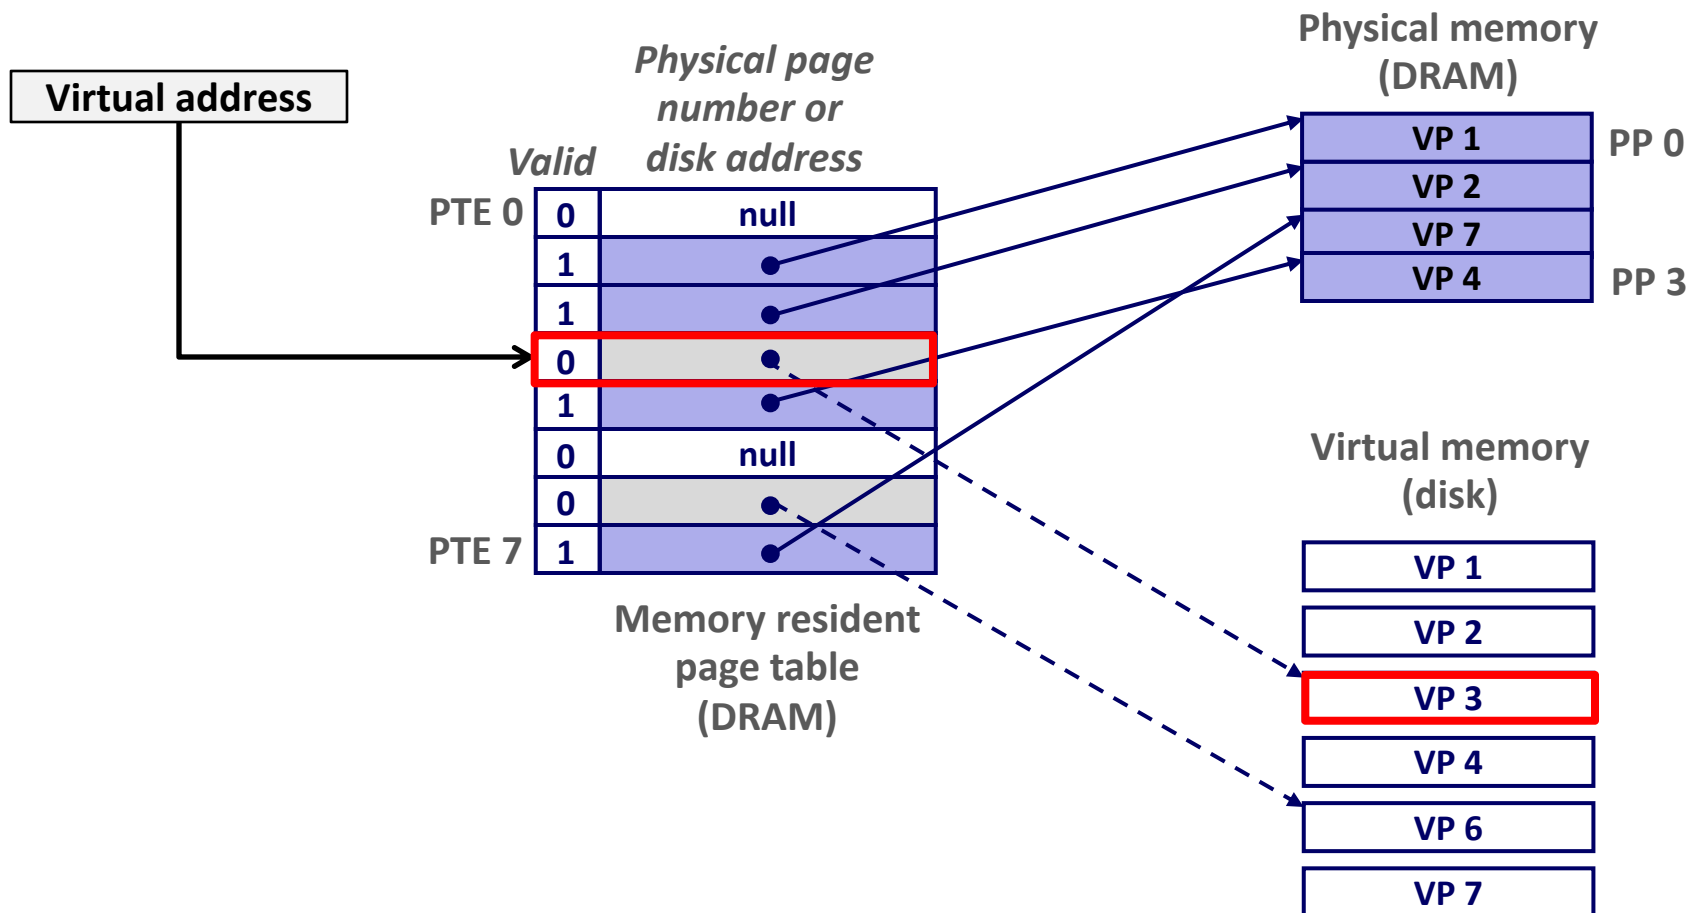 Virtual address
Physical page
number or
disk address
Valid
PTE 0
0
null
1
1
0
1
0
null
0
PTE 7
1
Memory resident
page table
(DRAM)
Physical memory
(DRAM)
VP 1
PP 0
VP 2
VP 7
VP 4
PP 3
Virtual memory
(disk)
VP 1
VP 2
VP 3
VP 4
VP 6
VP 7